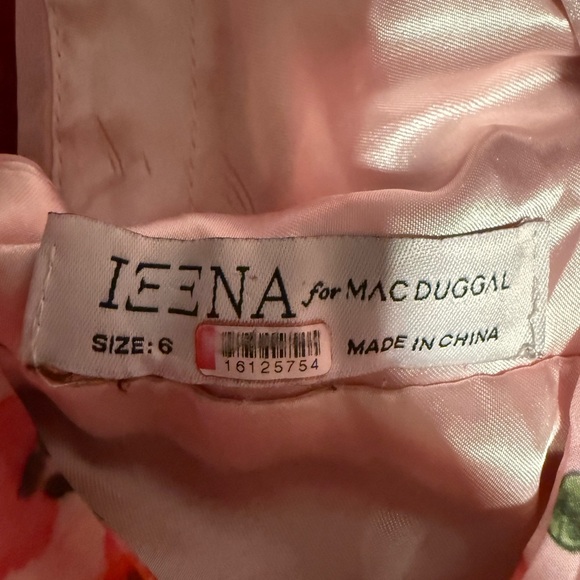 IEENA for MAC DUGGAL
SIZE: 6
16125754
MADE IN CHINA